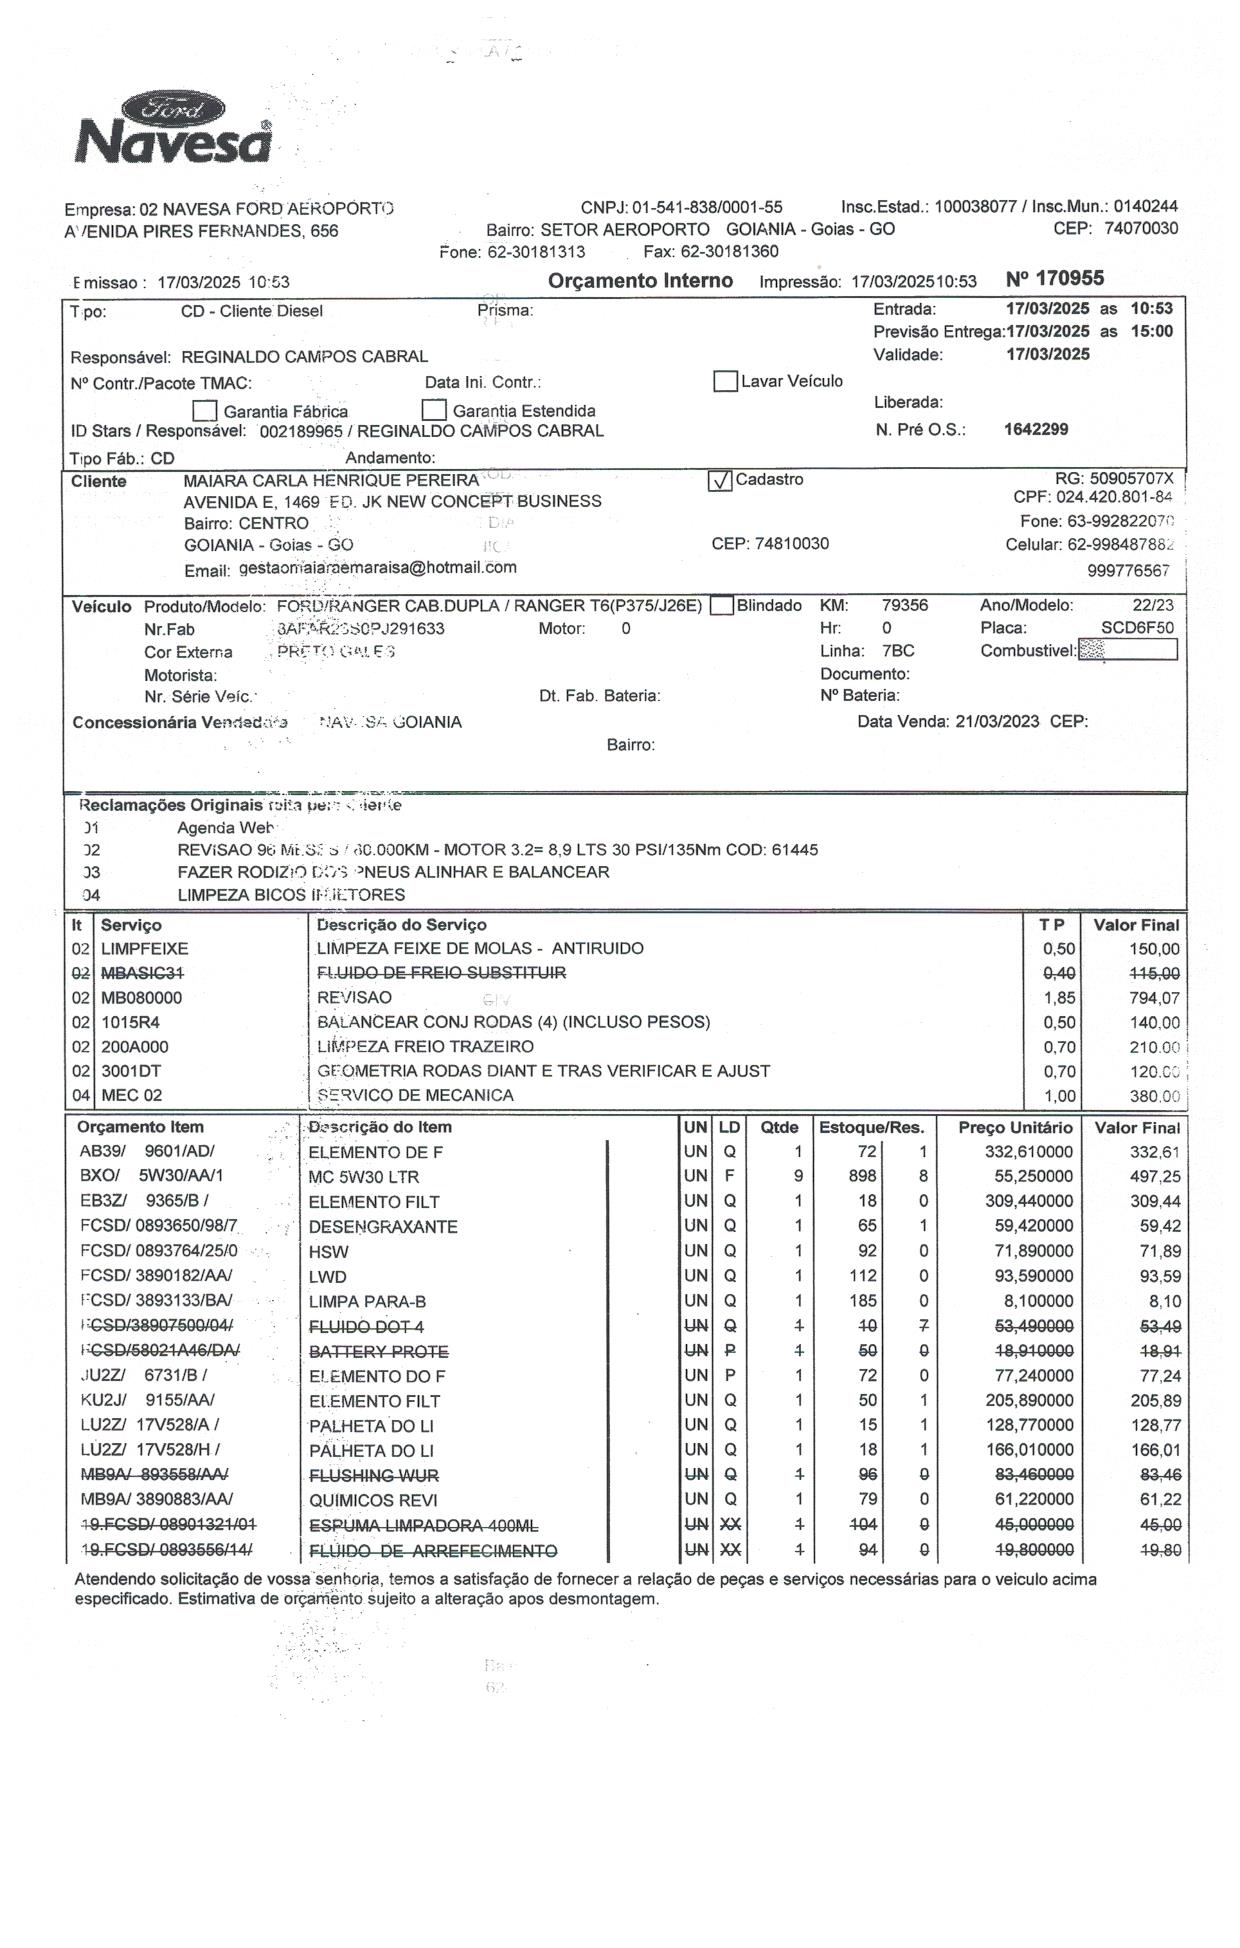 Ford
Navesa
Empresa: 02 NAVESA FORD AEROPORTO CNPJ: 01-541-838/0001-55 Insc.Estad.: 100038077 / Insc.Mun.: 0140244
AVENIDA PIRES FERNANDES, 656 Bairro: SETOR AEROPORTO GOIANIA - Goias - GO CEP: 74070030
Fone: 62-30181313 Fax: 62-30181360
Emissao : 17/03/2025 10:53 Orçamento Interno Impressão: 17/03/2025 10:53 Nº 170955
Tipo: CD - Cliente Diesel Prisma: Entrada: 17/03/2025 as 10:53
Previsão Entrega: 17/03/2025 as 15:00
Responsável: REGINALDO CAMPOS CABRAL Validade: 17/03/2025
Nº Contr./Pacote TMAC: Data Ini. Contr.: Lavar Veículo
Garantia Fábrica Garantia Estendida Liberada:
ID Stars / Responsável: 002189965 / REGINALDO CAMPOS CABRAL N. Pré O.S.: 1642299
Tipo Fáb.: CD Andamento:
Cliente MAIARA CARLA HENRIQUE PEREIRA Cadastro RG: 50905707X
AVENIDA E, 1469 ED. JK NEW CONCEPT BUSINESS CPF: 024.420.801-84
Bairro: CENTRO Fone: 63-992822070
GOIANIA - Goias - GO CEP: 74810030 Celular: 62-998487882
Email: gestaomaiaraemaraisa@hotmail.com 999776567
Veículo Produto/Modelo: FORD/RANGER CAB.DUPLA / RANGER T6(P375/J26E) Blindado KM: 79356 Ano/Modelo: 22/23
Nr.Fab 8AFAR23S0PJ291633 Motor: 0 Hr: 0 Placa: SCD6F50
Cor Externa PRETO GALES Linha: 7BC Combustivel:
Motorista: Documento:
Nr. Série Veíc.: Dt. Fab. Bateria: Nº Bateria:
Concessionária Vendedora NAVESA GOIANIA Data Venda: 21/03/2023 CEP:
Bairro:
Reclamações Originais feita pelo cliente
01 Agenda Web
02 REVISAO 96 MESES / 80.000KM - MOTOR 3.2= 8,9 LTS 30 PSI/135Nm COD: 61445
03 FAZER RODIZIO DOS PNEUS ALINHAR E BALANCEAR
04 LIMPEZA BICOS INJETORES
It Serviço Descrição do Serviço T P Valor Final
02 LIMPFEIXE LIMPEZA FEIXE DE MOLAS - ANTIRUIDO 0,50 150,00
02 MBASIC31 FLUIDO DE FREIO SUBSTITUIR 0,40 115,00
02 MB080000 REVISAO 1,85 794,07
02 1015R4 BALANCEAR CONJ RODAS (4) (INCLUSO PESOS) 0,50 140,00
02 200A000 LIMPEZA FREIO TRAZEIRO 0,70 210.00
02 3001DT GEOMETRIA RODAS DIANT E TRAS VERIFICAR E AJUST 0,70 120.00
04 MEC 02 SERVICO DE MECANICA 1,00 380.00
Orçamento Item Descrição do Item UN LD Qtde Estoque/Res. Preço Unitário Valor Final
AB39/ 9601/AD/ ELEMENTO DE F UN Q 1 72 1 332,610000 332,61
BXO/ 5W30/AA/1 MC 5W30 LTR UN F 9 898 8 55,250000 497,25
EB3Z/ 9365/B / ELEMENTO FILT UN Q 1 18 0 309,440000 309,44
FCSD/ 0893650/98/7 DESENGRAXANTE UN Q 1 65 1 59,420000 59,42
FCSD/ 0893764/25/0 HSW UN Q 1 92 0 71,890000 71,89
FCSD/ 3890182/AA/ LWD UN Q 1 112 0 93,590000 93,59
FCSD/ 3893133/BA/ LIMPA PARA-B UN Q 1 185 0 8,100000 8,10
FCSD/38907500/04/ FLUIDO DOT 4 UN Q 1 10 7 53,490000 53,49
FCSD/58021A46/DA/ BATTERY PROTE UN P 1 50 0 18,910000 18,91
JU2Z/ 6731/B / ELEMENTO DO F UN P 1 72 0 77,240000 77,24
KU2J/ 9155/AA/ ELEMENTO FILT UN Q 1 50 1 205,890000 205,89
LU2Z/ 17V528/A / PALHETA DO LI UN Q 1 15 1 128,770000 128,77
LU2Z/ 17V528/H / PALHETA DO LI UN Q 1 18 1 166,010000 166,01
MB9A/ 893558/AA/ FLUSHING WUR UN Q 1 96 0 83,460000 83,46
MB9A/ 3890883/AA/ QUIMICOS REVI UN Q 1 79 0 61,220000 61,22
19.FCSD/ 08901321/01 ESPUMA LIMPADORA 400ML UN XX 1 104 0 45,000000 45,00
19.FCSD/ 0893556/14/ FLUIDO DE ARREFECIMENTO UN XX 1 94 0 19,800000 19,80
Atendendo solicitação de vossa senhoria, temos a satisfação de fornecer a relação de peças e serviços necessárias para o veiculo acima
especificado. Estimativa de orçamento sujeito a alteração apos desmontagem.